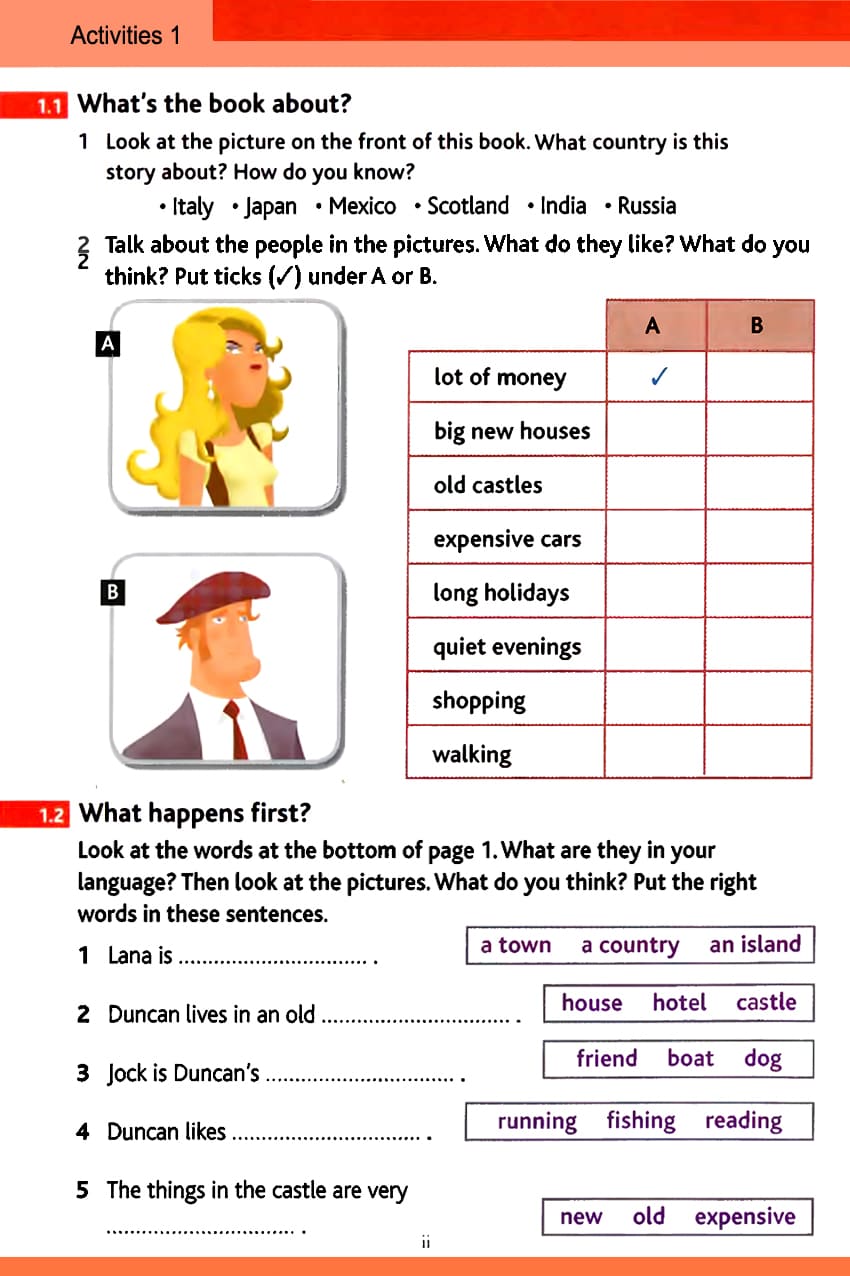 Activities 1
1.1 What's the book about?
1 Look at the picture on the front of this book. What country is this
story about? How do you know?
• Italy • Japan • Mexico • Scotland • India • Russia
2 Talk about the people in the pictures. What do they like? What do you
2
think? Put ticks (✓) under A or B.
A
A B
lot of money ✓
big new houses
old castles
expensive cars
B
long holidays
quiet evenings
shopping
walking
1.2 What happens first?
Look at the words at the bottom of page 1. What are they in your
language? Then look at the pictures. What do you think? Put the right
words in these sentences.
1 Lana is ................................ .
a town a country an island
2 Duncan lives in an old ................................ .
house hotel castle
3 Jock is Duncan's ................................ .
friend boat dog
4 Duncan likes ................................ .
running fishing reading
5 The things in the castle are very
................................ .
new old expensive
ii